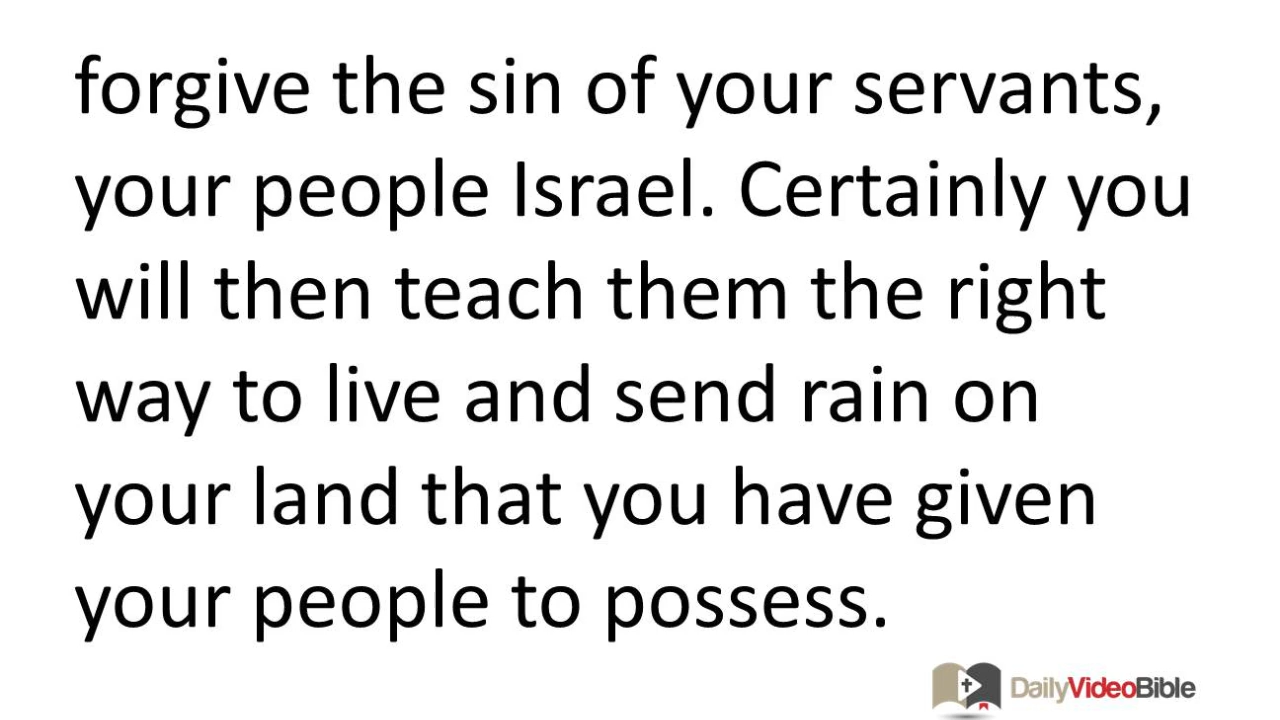 forgive the sin of your servants,
your people Israel. Certainly you
will then teach them the right
way to live and send rain on
your land that you have given
your people to possess.
DailyVideoBible